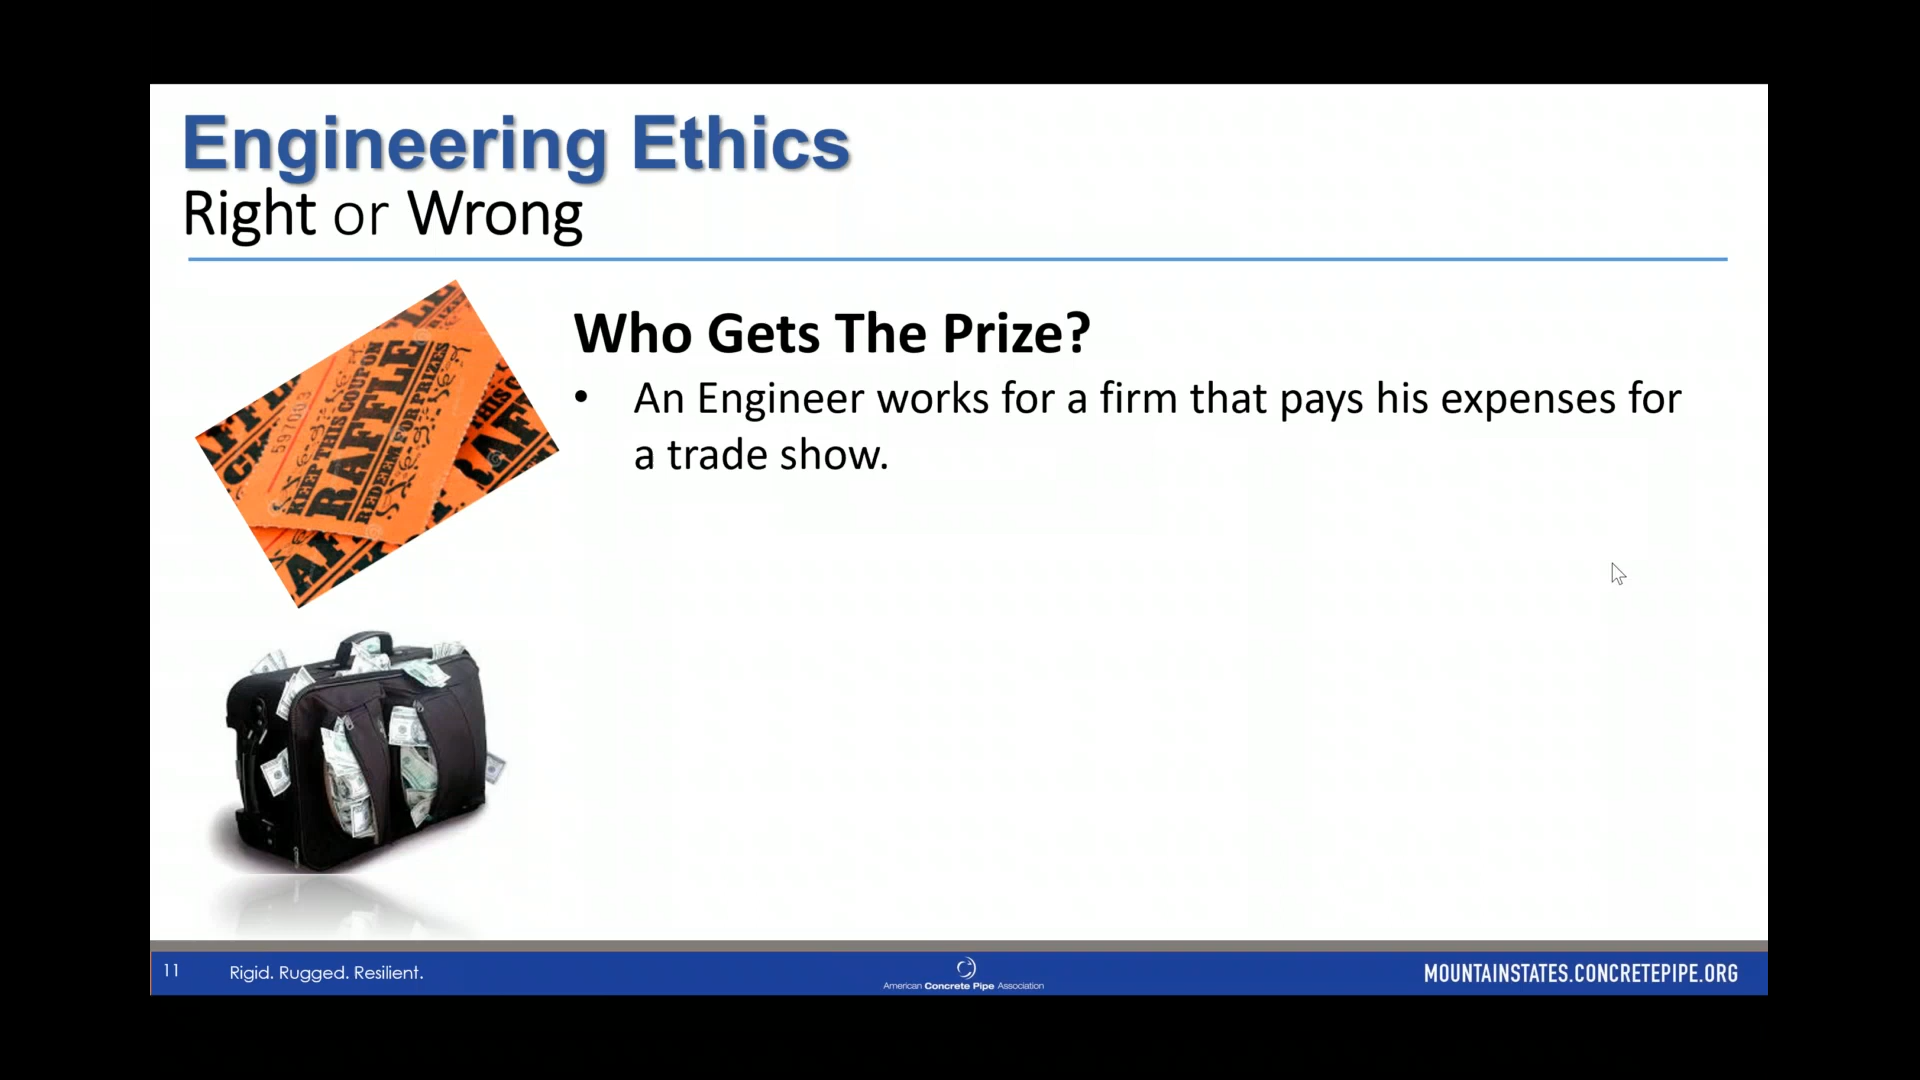 Engineering Ethics
Right or Wrong
Who Gets The Prize?
• An Engineer works for a firm that pays his expenses for
a trade show.
597003
KEEP THIS COUPON
RAFFLE
REDEEM FOR PRIZES
11
Rigid. Rugged. Resilient.
American Concrete Pipe Association
MOUNTAINSTATES.CONCRETEPIPE.ORG